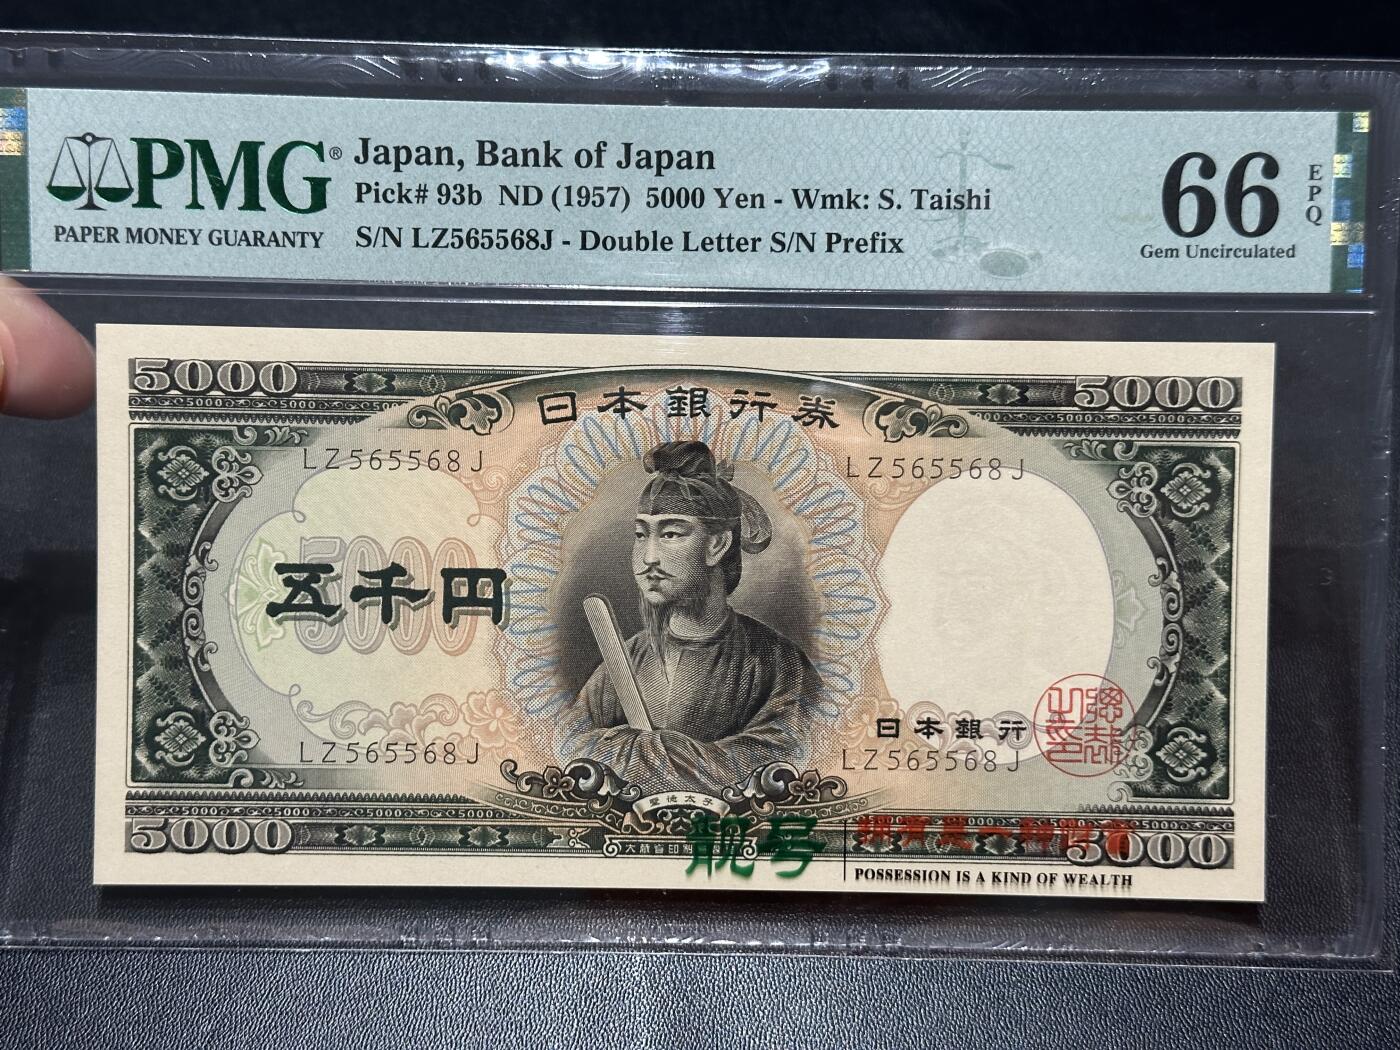 PMG®
PAPER MONEY GUARANTY
Japan, Bank of Japan
Pick# 93b ND (1957) 5000 Yen - Wmk: S. Taishi
S/N LZ565568J - Double Letter S/N Prefix
66
EPQ
Gem Uncirculated
5000
5000
日本銀行券
LZ565568J
LZ565568J
5000
五千円
日本銀行
LZ565568J
LZ565568J
聖徳太子
5000
5000
靓号
POSSESSION IS A KIND OF WEALTH